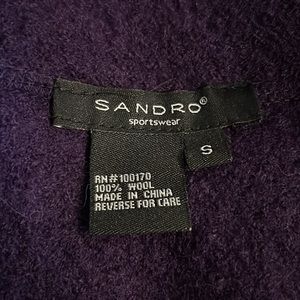 SANDRO®
sportswear
S
RN#100170
100% WOOL
MADE IN CHINA
REVERSE FOR CARE